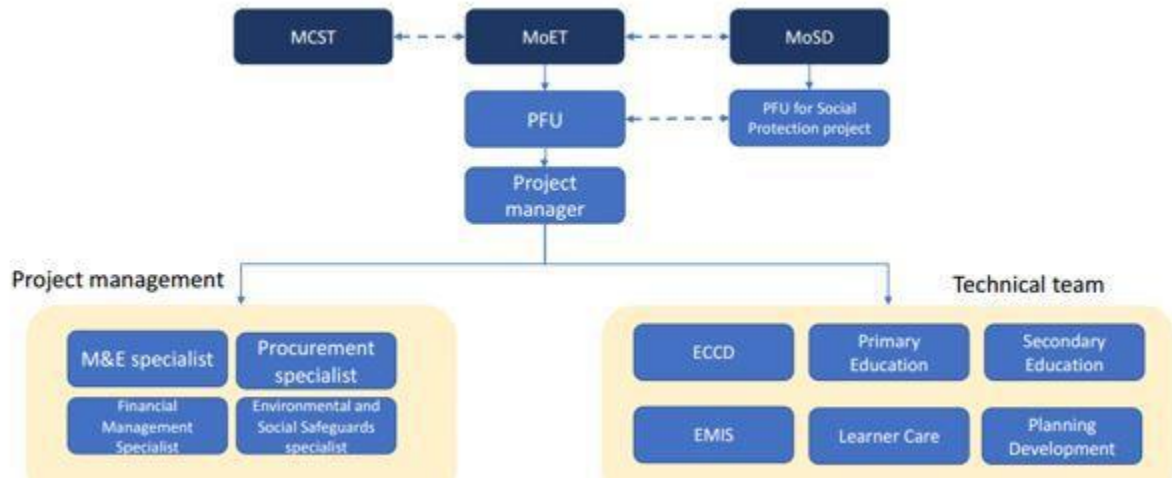 MCST
MoET
MoSD
PFU
PFU for Social
Protection project
Project
manager
Project management
Technical team
M&E specialist
Procurement
specialist
Financial
Management
Specialist
Environmental and
Social Safeguards
specialist
ECCD
Primary
Education
Secondary
Education
EMIS
Learner Care
Planning
Development